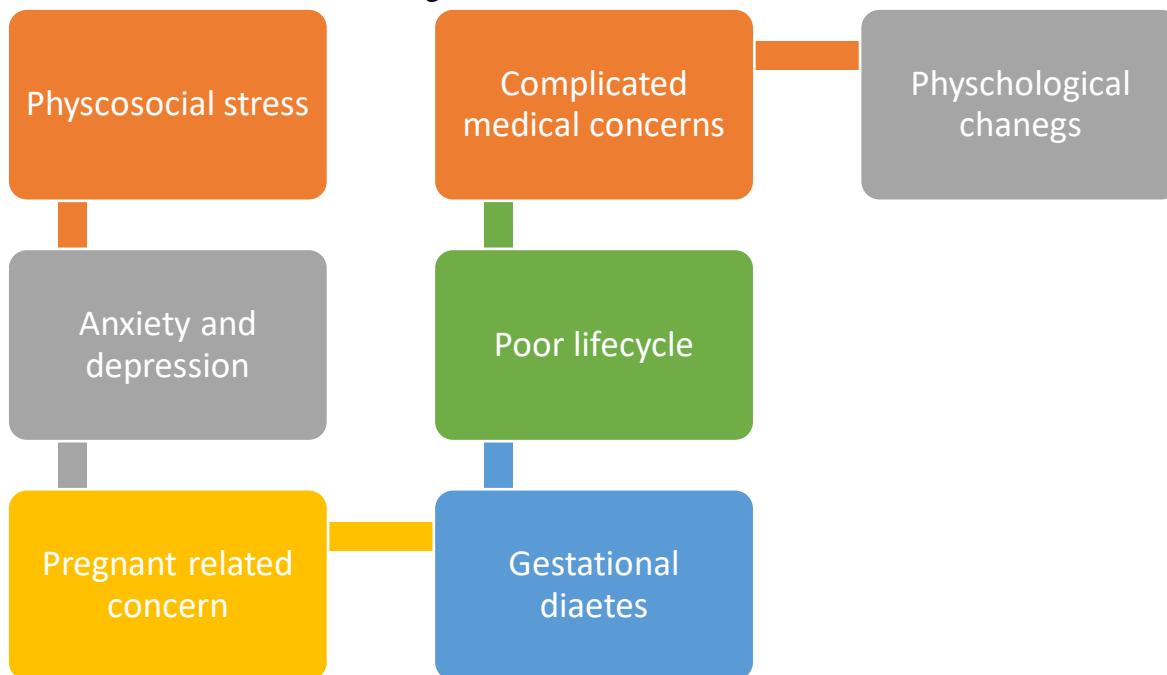 Physcosocial stress
Anxiety and
depression
Pregnant related
concern
Gestational
diaetes
Poor lifecycle
Complicated
medical concerns
Physchological
chanegs